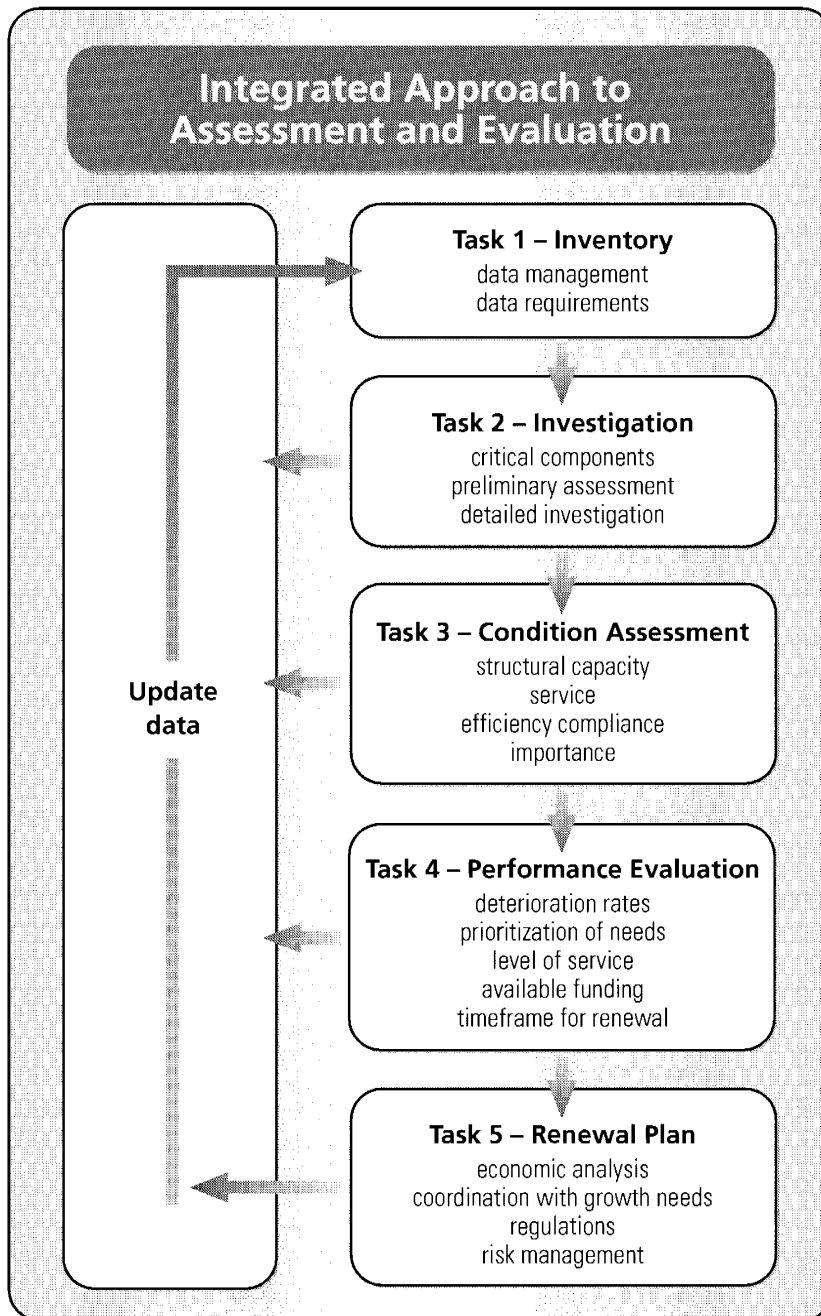 Integrated Approach to
Assessment and Evaluation
Task 1 – Inventory
data management
data requirements
Task 2 – Investigation
critical components
preliminary assessment
detailed investigation
Task 3 – Condition Assessment
structural capacity
service
efficiency compliance
importance
Update
data
Task 4 – Performance Evaluation
deterioration rates
prioritization of needs
level of service
available funding
timeframe for renewal
Task 5 – Renewal Plan
economic analysis
coordination with growth needs
regulations
risk management